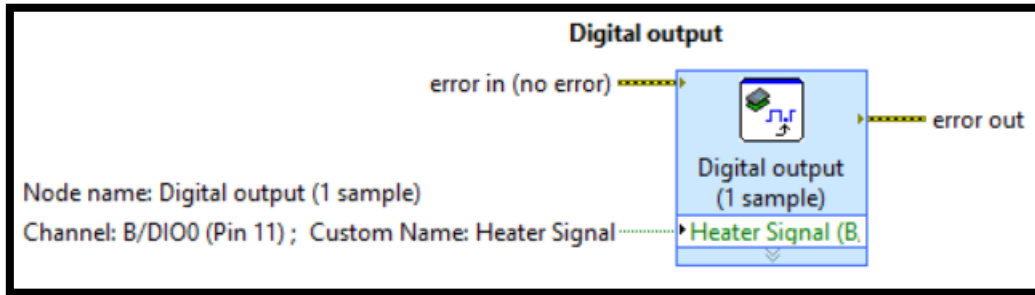 Digital output
error in (no error)
error out
Digital output
(1 sample)
Node name: Digital output (1 sample)
Channel: B/DIO0 (Pin 11) ; Custom Name: Heater Signal
Heater Signal (B,